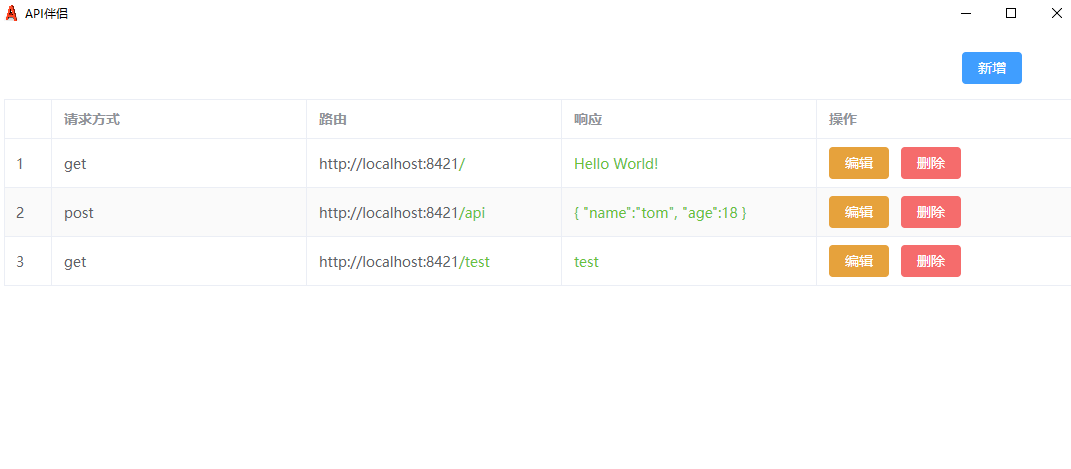 API伴侣
新增
请求方式 路由 响应 操作
1 get http://localhost:8421/ Hello World! 编辑 删除
2 post http://localhost:8421/api { "name":"tom", "age":18 } 编辑 删除
3 get http://localhost:8421/test test 编辑 删除